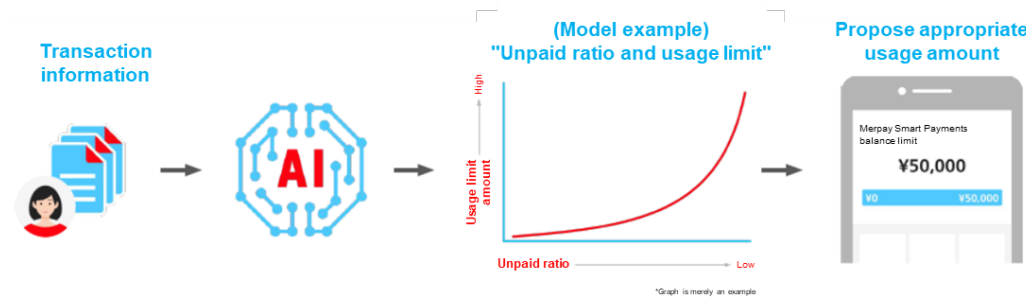 Transaction
information
AI
(Model example)
"Unpaid ratio and usage limit"
High
Usage limit
amount
Unpaid ratio
Low
*Graph is merely an example
Propose appropriate
usage amount
Merpay Smart Payments
balance limit
¥50,000
¥0 ¥50,000